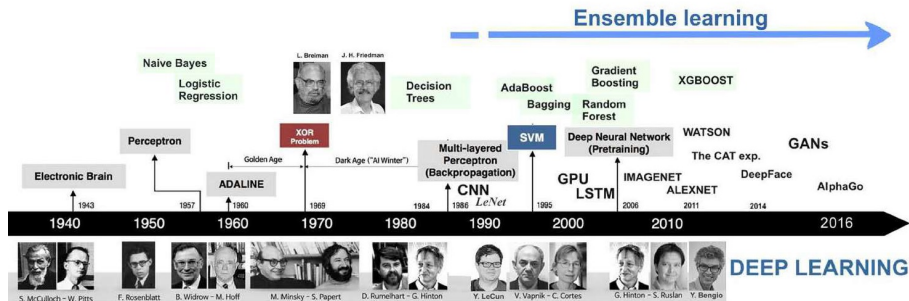 Ensemble learning
L. Breiman
J. H. Friedman
Naive Bayes
Logistic
Regression
Decision
Trees
AdaBoost
Bagging
Gradient
Boosting
Random
Forest
XGBOOST
XOR
Problem
SVM
Perceptron
Golden Age
Dark Age ("AI Winter")
Multi-layered
Perceptron
(Backpropagation)
Deep Neural Network
(Pretraining)
WATSON
GANs
The CAT exp.
Electronic Brain
ADALINE
CNN
LeNet
GPU
LSTM
IMAGENET
ALEXNET
DeepFace
AlphaGo
1943
1957
1960
1969
1984
1986
1995
2006
2011
2014
1940
1950
1960
1970
1980
1990
2000
2010
2016
S. McCulloch – W. Pitts
F. Rosenblatt
B. Widrow – M. Hoff
M. Minsky – S. Papert
D. Rumelhart – G. Hinton
Y. LeCun
V. Vapnik – C. Cortes
G. Hinton – S. Ruslan
Y. Bengio
DEEP LEARNING